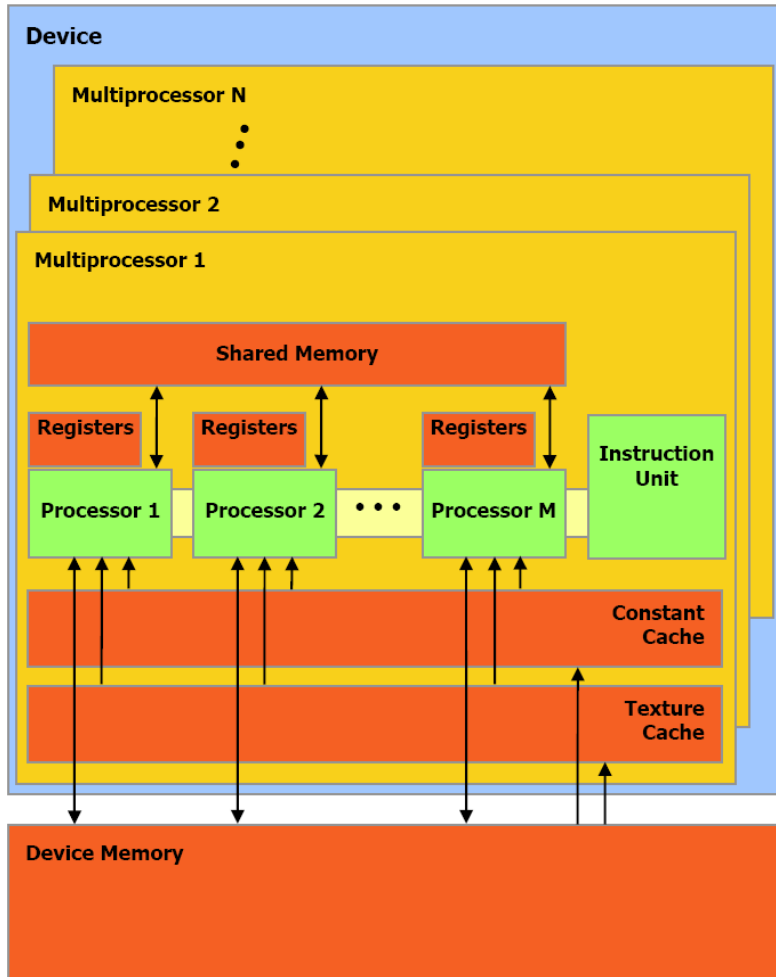 Device
Multiprocessor N
Multiprocessor 2
Multiprocessor 1
Shared Memory
Registers
Registers
Registers
Instruction
Unit
Processor 1
Processor 2
Processor M
Constant
Cache
Texture
Cache
Device Memory